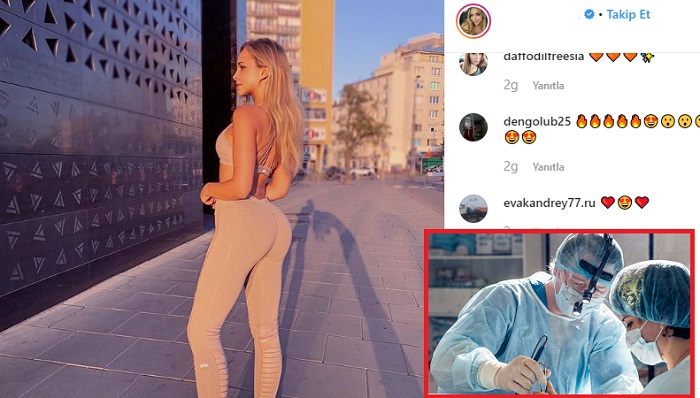 • Takip Et
daffodilfreesia 🧡🧡🧡💫
2g Yanıtla
dengolub25 🔥🔥🔥🔥🔥🤩😮😮
🤩🤩
2g Yanıtla
evakandrey77.ru ❤️🤩❤️